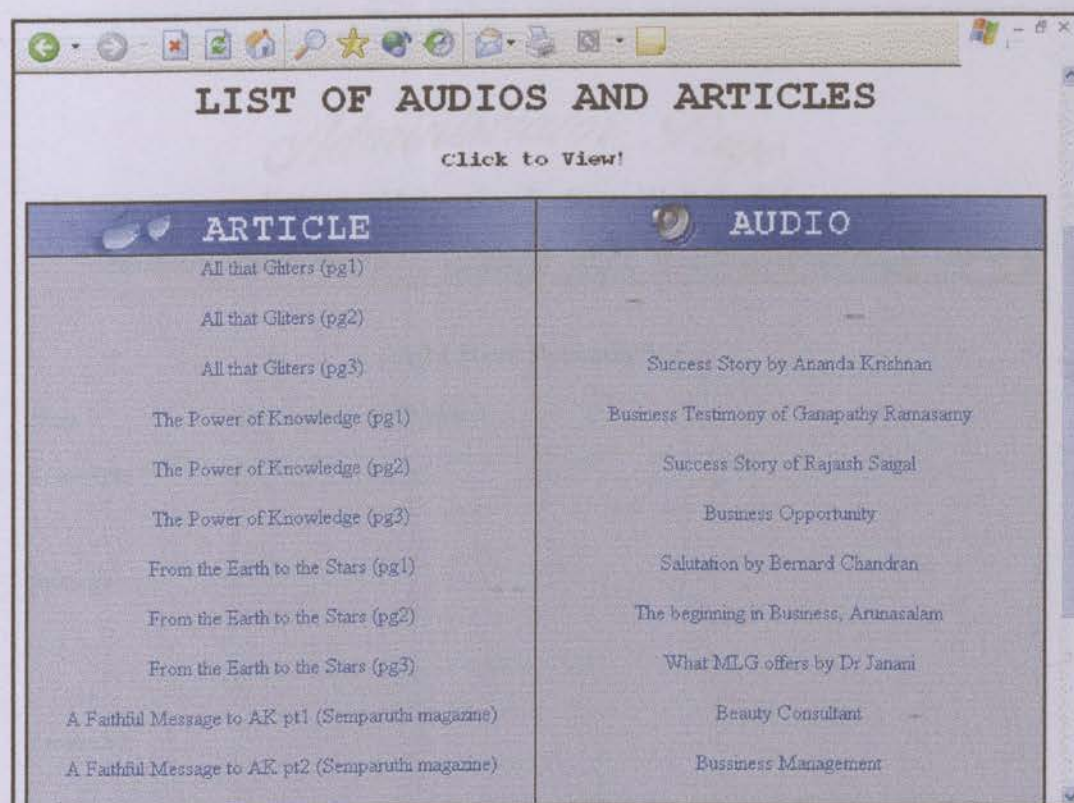 LIST OF AUDIOS AND ARTICLES
Click to View!
ARTICLE
All that Gliters (pg1)
All that Gliters (pg2)
All that Gliters (pg3)
The Power of Knowledge (pg1)
The Power of Knowledge (pg2)
The Power of Knowledge (pg3)
From the Earth to the Stars (pg1)
From the Earth to the Stars (pg2)
From the Earth to the Stars (pg3)
A Faithful Message to AK pt1 (Semparuthi magazine)
A Faithful Message to AK pt2 (Semparuthi magazine)
AUDIO
Success Story by Ananda Krishnan
Business Testimony of Ganapathy Ramasamy
Success Story of Rajaish Saigal
Business Opportunity
Salutation by Bernard Chandran
The beginning in Business, Arunasalam
What MLG offers by Dr Janani
Beauty Consultant
Bussiness Management